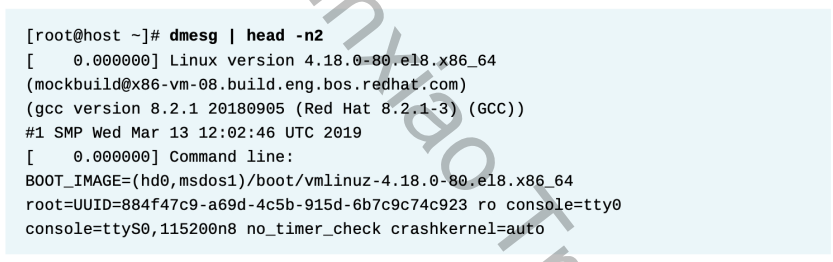 [root@host ~]# dmesg | head -n2
[    0.000000] Linux version 4.18.0-80.el8.x86_64
(mockbuild@x86-vm-08.build.eng.bos.redhat.com)
(gcc version 8.2.1 20180905 (Red Hat 8.2.1-3) (GCC))
#1 SMP Wed Mar 13 12:02:46 UTC 2019
[    0.000000] Command line:
BOOT_IMAGE=(hd0,msdos1)/boot/vmlinuz-4.18.0-80.el8.x86_64
root=UUID=884f47c9-a69d-4c5b-915d-6b7c9c74c923 ro console=tty0
console=ttyS0,115200n8 no_timer_check crashkernel=auto